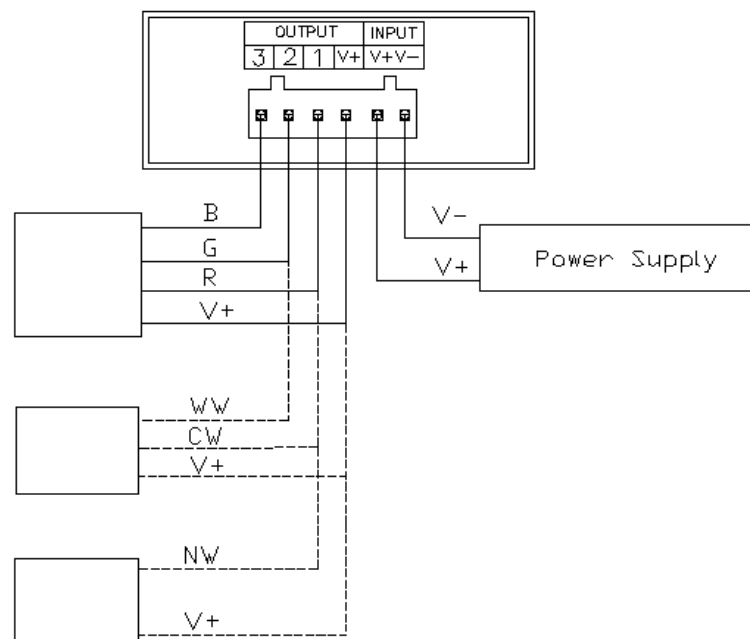 OUTPUT INPUT
3 2 1 V+ V+ V-
B
G
R
V+
V-
V+
Power Supply
WW
CW
V+
NW
V+